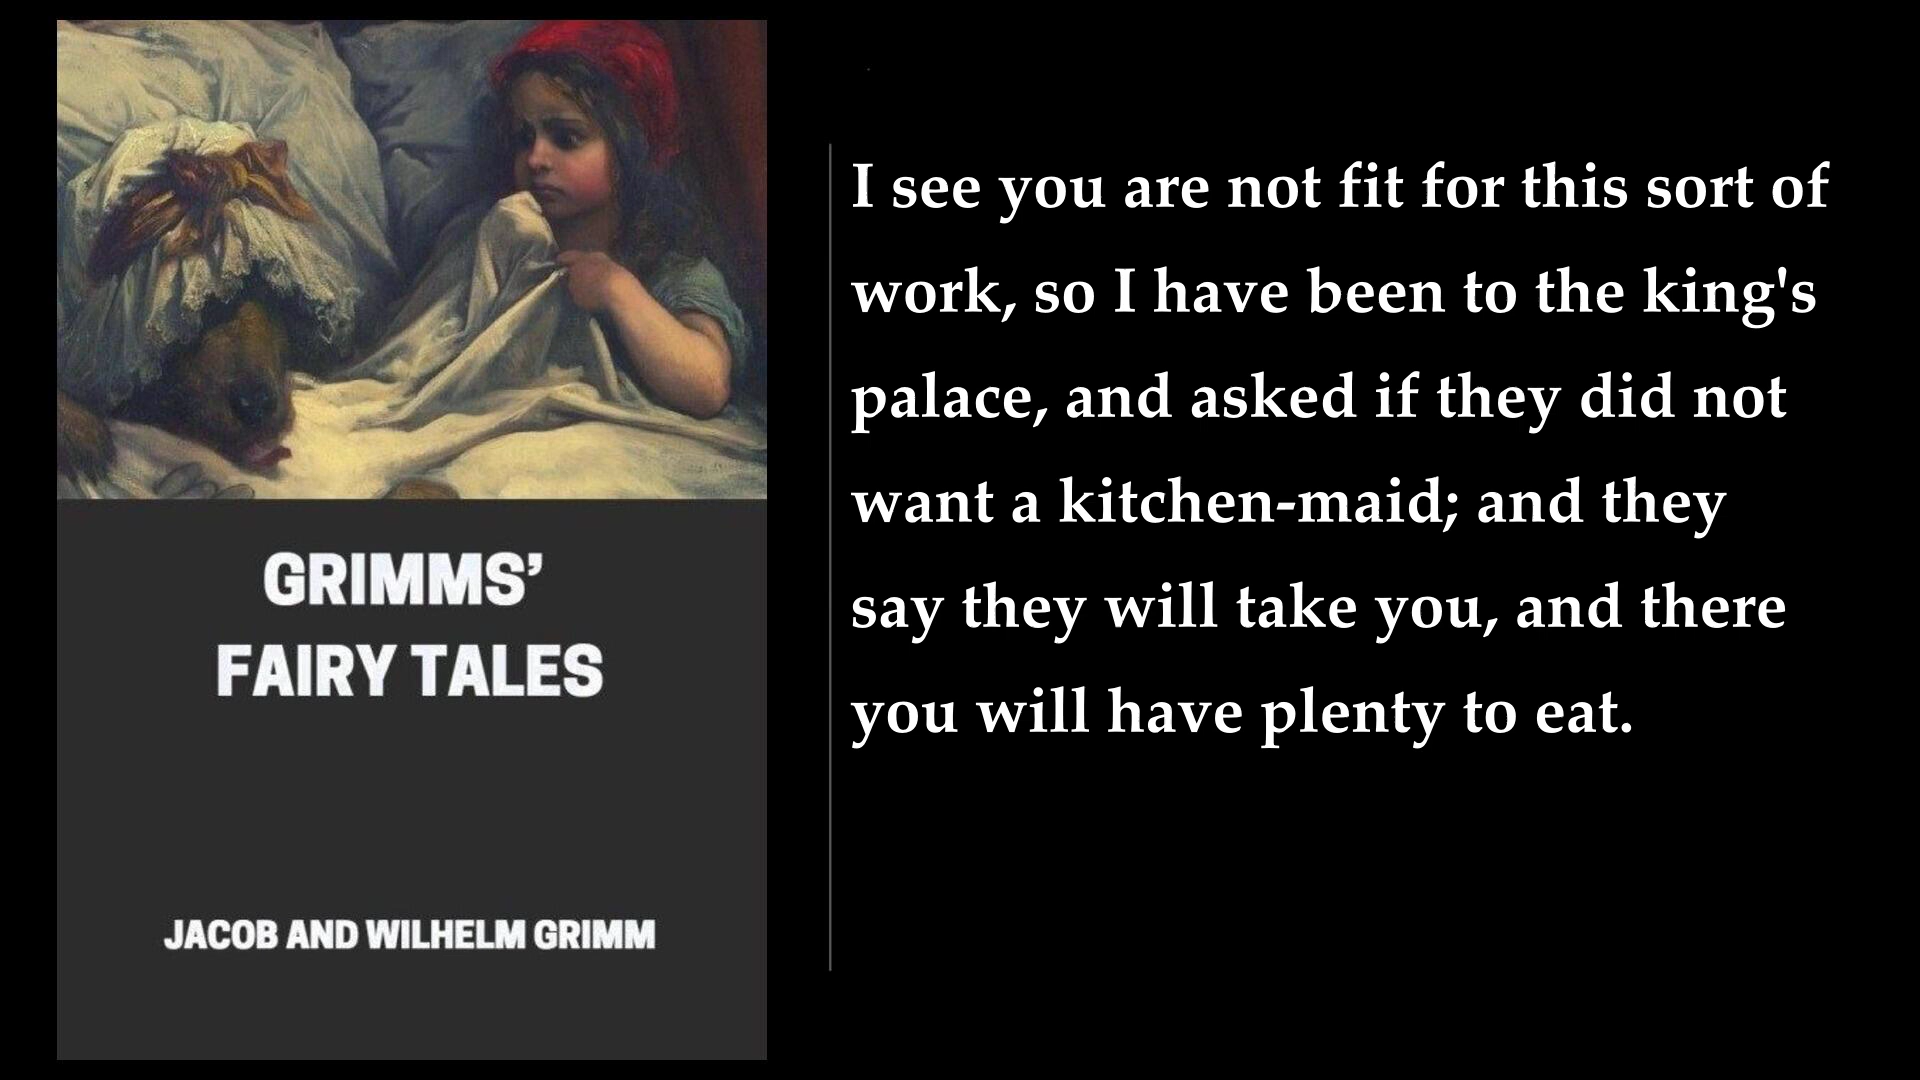 GRIMMS’
FAIRY TALES
JACOB AND WILHELM GRIMM
I see you are not fit for this sort of
work, so I have been to the king's
palace, and asked if they did not
want a kitchen-maid; and they
say they will take you, and there
you will have plenty to eat.